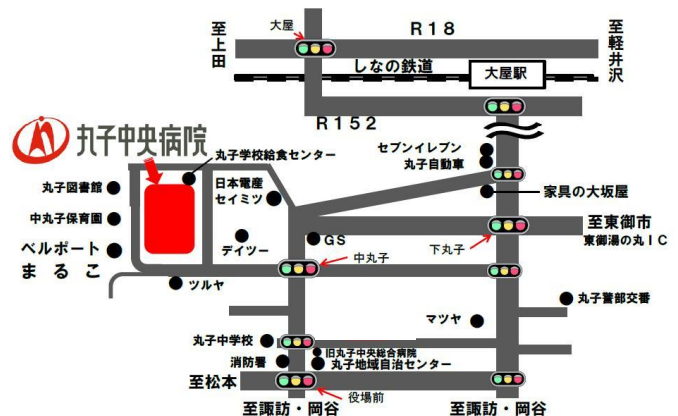 大屋
至上田
R18
至軽井沢
しなの鉄道
大屋駅
R152
丸子中央病院
丸子学校給食センター
セブンイレブン
丸子自動車
丸子図書館
日本電産
セイミツ
家具の大坂屋
中丸子保育園
至東御市
東御湯の丸IC
デイツー
GS
下丸子
ベルポート
まるこ
中丸子
ツルヤ
丸子警部交番
マツヤ
丸子中学校
旧丸子中央総合病院
消防署
丸子地域自治センター
至松本
役場前
至諏訪・岡谷
至諏訪・岡谷